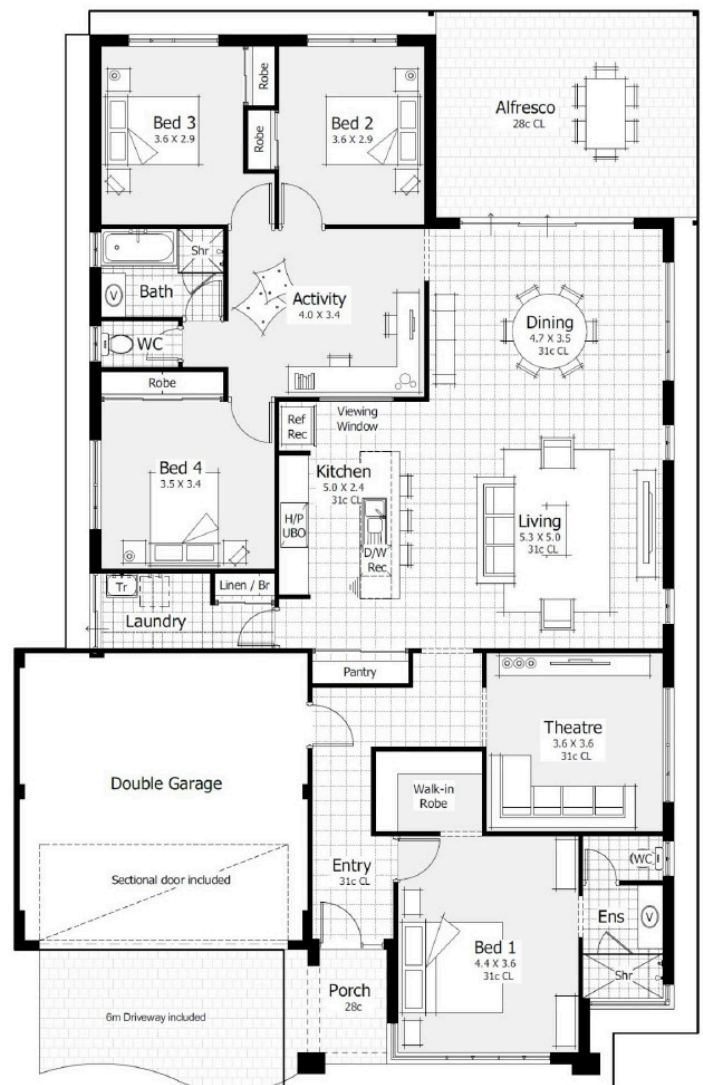 Bed 3
3.6 X 2.9
Robe
Robe
Bed 2
3.6 X 2.9
Alfresco
28c CL
Shr
Bath
V
WC
Activity
4.0 X 3.4
Dining
4.7 X 3.5
31c CL
Robe
Ref
Rec
Viewing
Window
Bed 4
3.5 X 3.4
Kitchen
5.0 X 2.4
31c CL
H/P
UBO
D/W
Rec
Living
5.3 X 5.0
31c CL
Tr
Linen / Br
Laundry
Pantry
Theatre
3.6 X 3.6
31c CL
Double Garage
Walk-in
Robe
Sectional door included
Entry
31c CL
WC
Ens
V
Bed 1
4.4 X 3.6
31c CL
Shr
Porch
28c
6m Driveway included